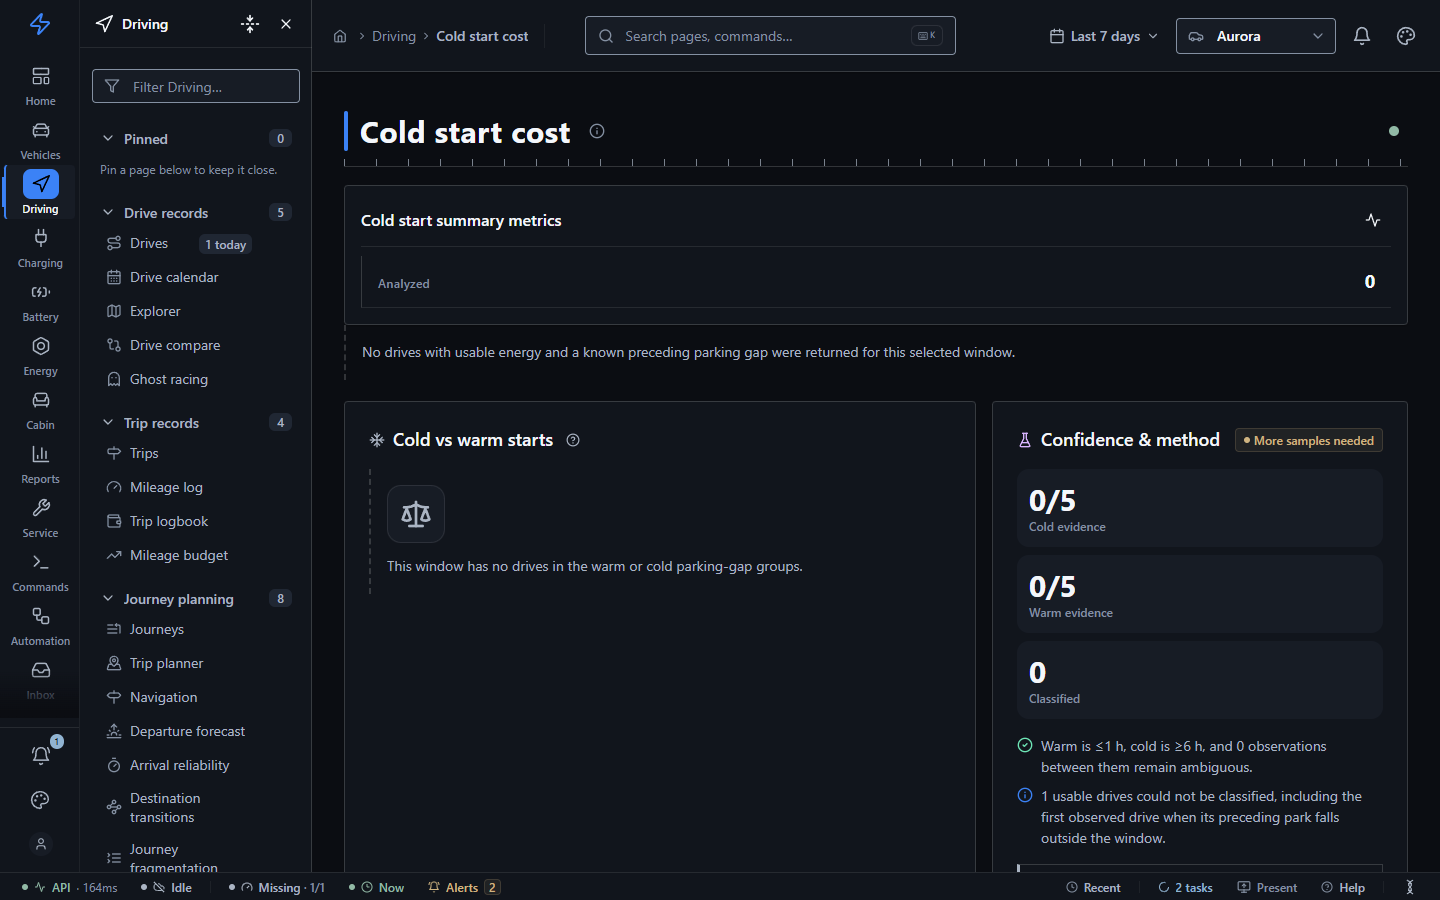 Home
Vehicles
Driving
Charging
Battery
Energy
Cabin
Reports
Service
Commands
Automation
Inbox
1
Driving
Filter Driving...
Pinned 0
Pin a page below to keep it close.
Drive records 5
Drives 1 today
Drive calendar
Explorer
Drive compare
Ghost racing
Trip records 4
Trips
Mileage log
Trip logbook
Mileage budget
Journey planning 8
Journeys
Trip planner
Navigation
Departure forecast
Arrival reliability
Destination
transitions
Journey
fragmentation
Driving Cold start cost
Search pages, commands... K
Last 7 days
Aurora
Cold start cost
Cold start summary metrics
Analyzed 0
No drives with usable energy and a known preceding parking gap were returned for this selected window.
Cold vs warm starts
This window has no drives in the warm or cold parking-gap groups.
Confidence & method More samples needed
0/5
Cold evidence
0/5
Warm evidence
0
Classified
Warm is ≤1 h, cold is ≥6 h, and 0 observations
between them remain ambiguous.
1 usable drives could not be classified, including the
first observed drive when its preceding park falls
outside the window.
API · 164ms Idle Missing · 1/1 Now Alerts 2 Recent 2 tasks Present Help